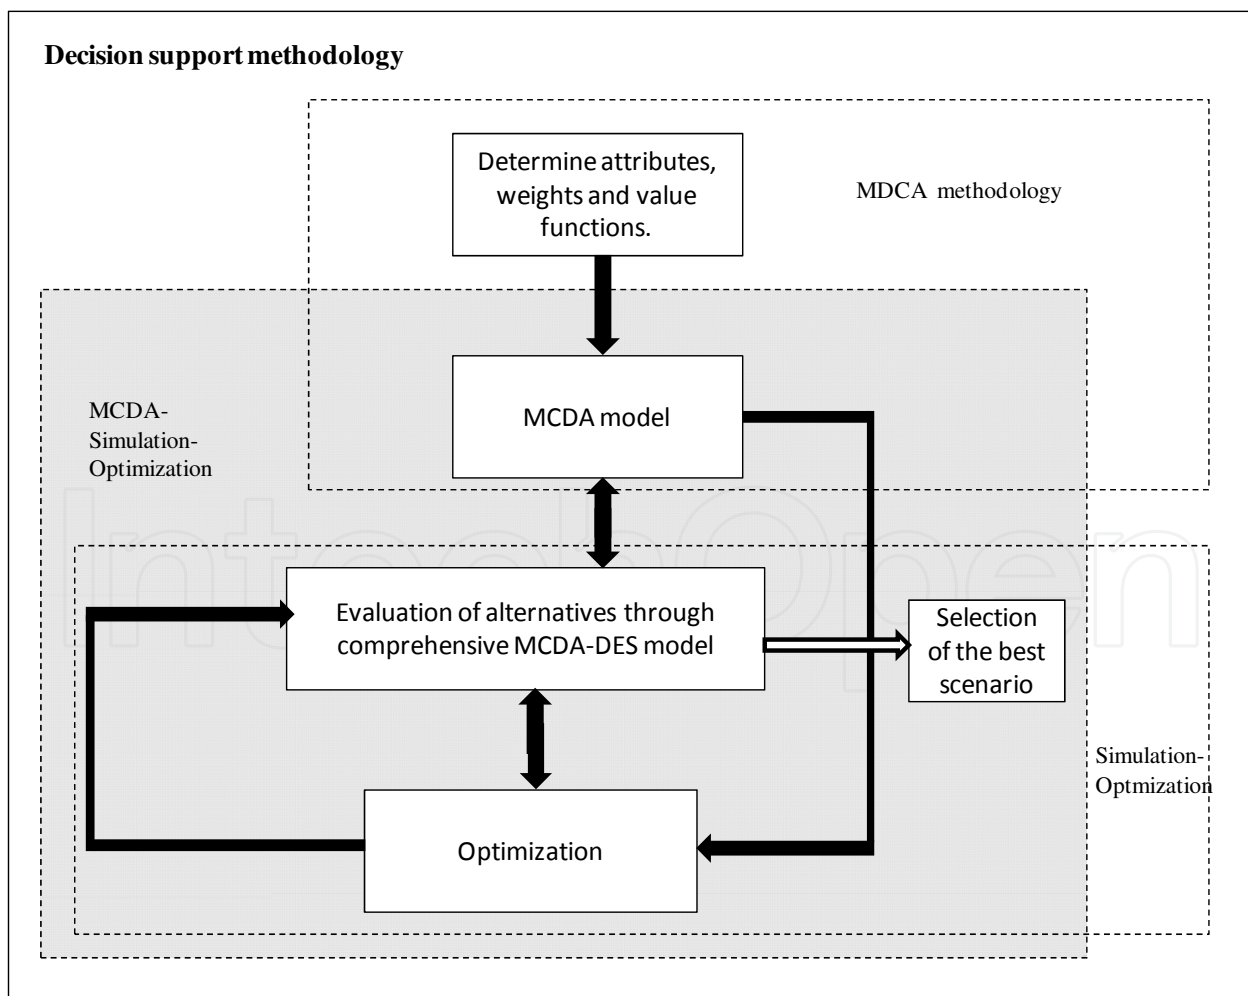 Decision support methodology
Determine attributes,
weights and value
functions.
MDCA methodology
MCDA model
MCDA-
Simulation-
Optimization
IntechOpen
Evaluation of alternatives through
comprehensive MCDA-DES model
Selection
of the best
scenario
Simulation-
Optmization
Optimization